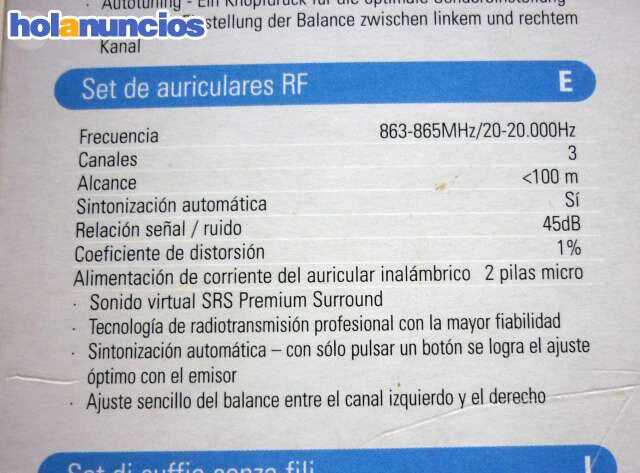 holanuncios
· Autotuning - Ein Knopfdruck für die optimale Sendereinstellung
Einstellung der Balance zwischen linkem und rechtem
Kanal
Set de auriculares RF E
Frecuencia 863-865MHz/20-20.000Hz
Canales 3
Alcance <100 m
Sintonización automática Sí
Relación señal / ruido 45dB
Coeficiente de distorsión 1%
Alimentación de corriente del auricular inalámbrico 2 pilas micro
· Sonido virtual SRS Premium Surround
· Tecnología de radiotransmisión profesional con la mayor fiabilidad
· Sintonización automática – con sólo pulsar un botón se logra el ajuste
óptimo con el emisor
· Ajuste sencillo del balance entre el canal izquierdo y el derecho
Set di cuffie senza fili I